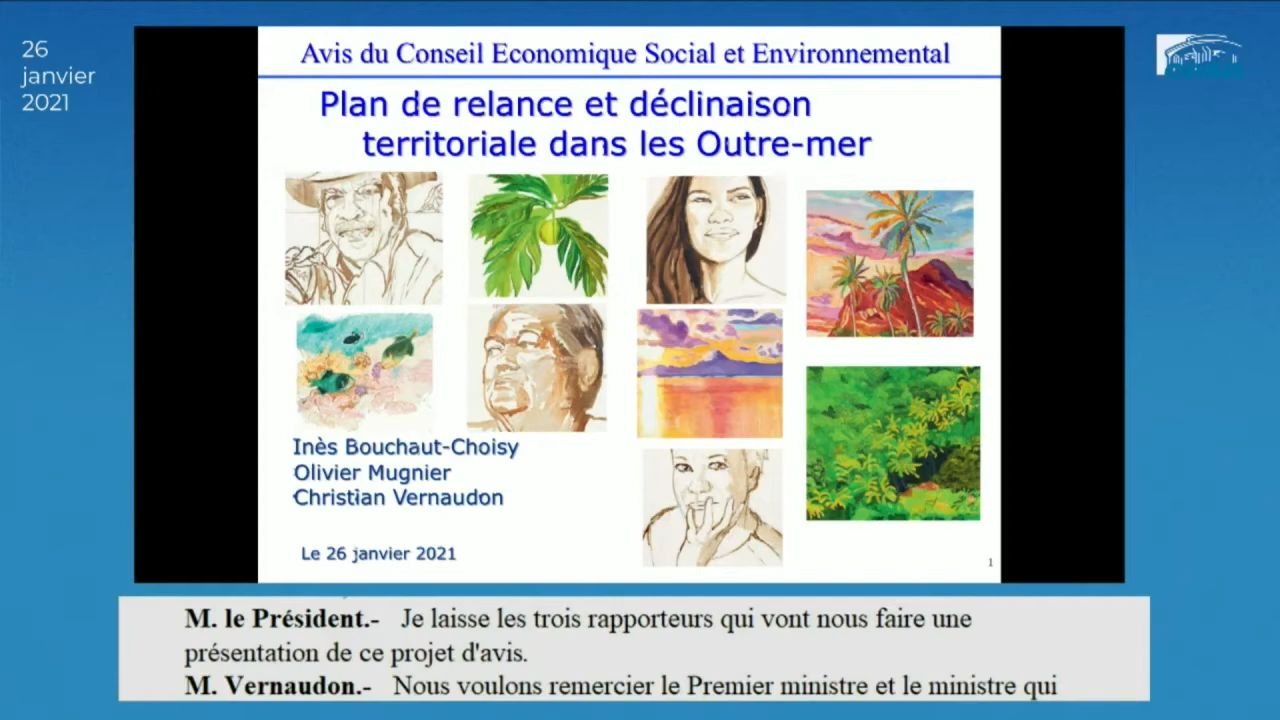 26
janvier
2021
Avis du Conseil Economique Social et Environnemental
Plan de relance et déclinaison
territoriale dans les Outre-mer
Inès Bouchaut-Choisy
Olivier Mugnier
Christian Vernaudon
Le 26 janvier 2021
1
M. le Président.- Je laisse les trois rapporteurs qui vont nous faire une
présentation de ce projet d'avis.
M. Vernaudon.- Nous voulons remercier le Premier ministre et le ministre qui